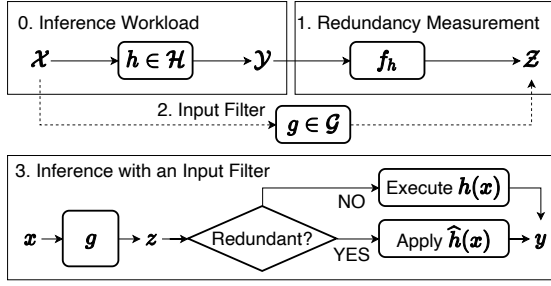 0. Inference Workload
1. Redundancy Measurement
𝒳 h ∈ ℋ 𝒴 f_h 𝒵
2. Input Filter
g ∈ 𝒢
3. Inference with an Input Filter
NO Execute h(x)
x g z Redundant? YES Apply ĥ(x) y